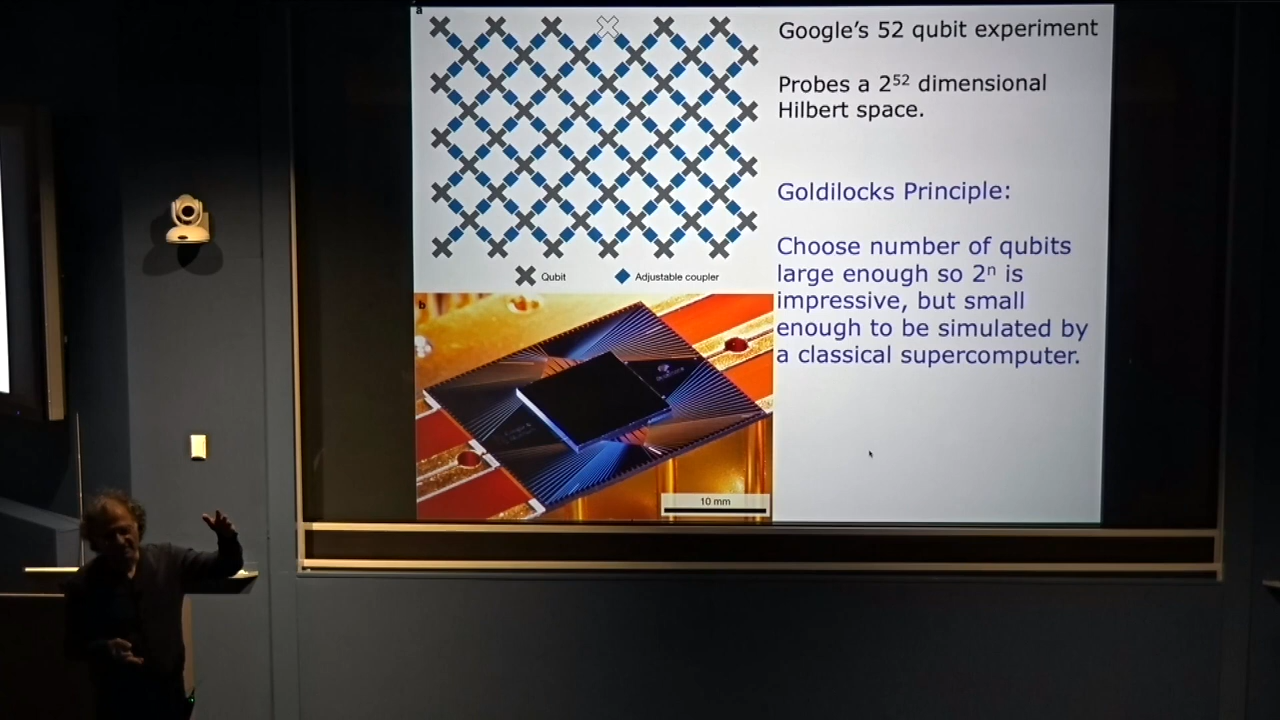 a
Google's 52 qubit experiment
Probes a 2⁵² dimensional
Hilbert space.
Goldilocks Principle:
Choose number of qubits
large enough so 2ⁿ is
impressive, but small
enough to be simulated by
a classical supercomputer.
Qubit
Adjustable coupler
b
10 mm